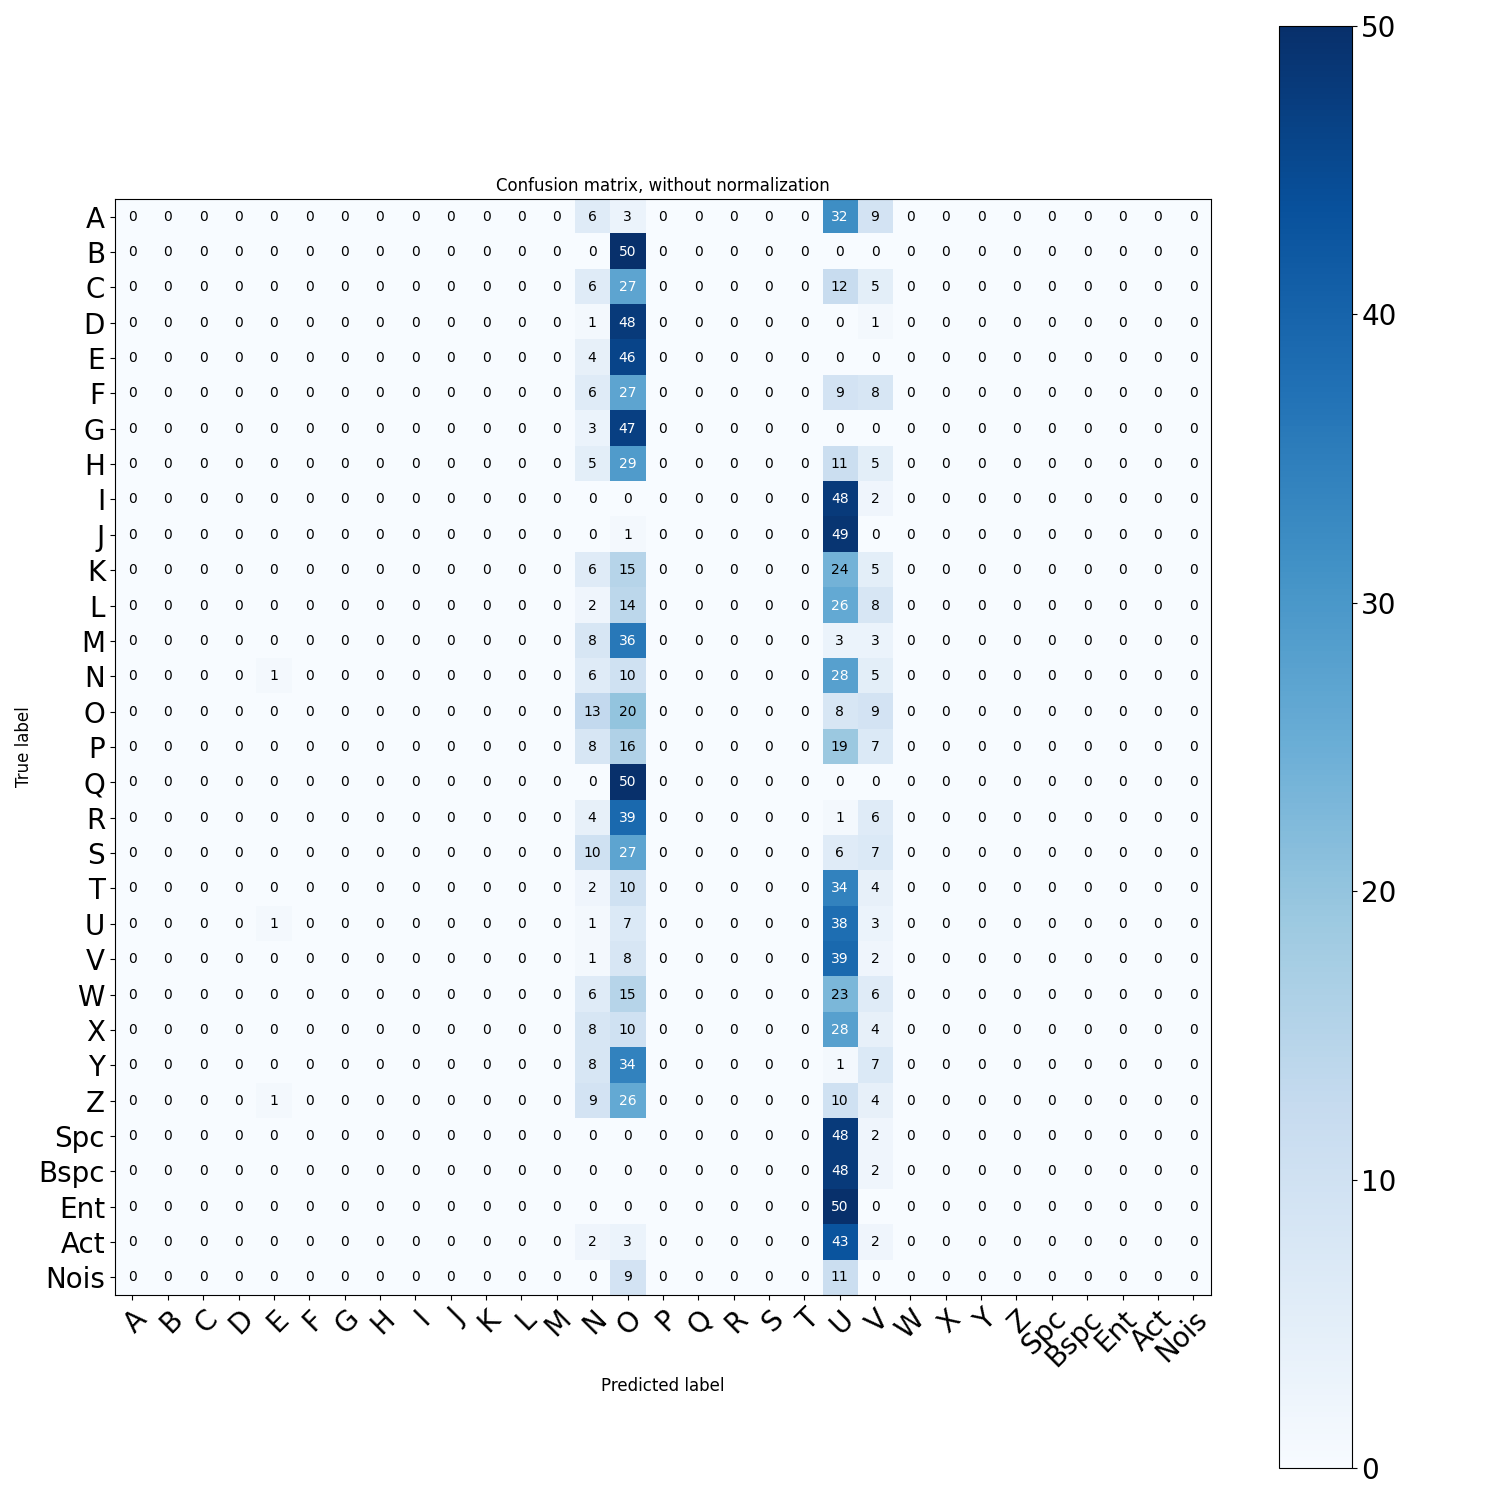 Confusion matrix, without normalization
True label
A 0 0 0 0 0 0 0 0 0 0 0 0 0 6 3 0 0 0 0 0 32 9 0 0 0 0 0 0 0 0 0
B 0 0 0 0 0 0 0 0 0 0 0 0 0 0 50 0 0 0 0 0 0 0 0 0 0 0 0 0 0 0 0
C 0 0 0 0 0 0 0 0 0 0 0 0 0 6 27 0 0 0 0 0 12 5 0 0 0 0 0 0 0 0 0
D 0 0 0 0 0 0 0 0 0 0 0 0 0 1 48 0 0 0 0 0 0 1 0 0 0 0 0 0 0 0 0
E 0 0 0 0 0 0 0 0 0 0 0 0 0 4 46 0 0 0 0 0 0 0 0 0 0 0 0 0 0 0 0
F 0 0 0 0 0 0 0 0 0 0 0 0 0 6 27 0 0 0 0 0 9 8 0 0 0 0 0 0 0 0 0
G 0 0 0 0 0 0 0 0 0 0 0 0 0 3 47 0 0 0 0 0 0 0 0 0 0 0 0 0 0 0 0
H 0 0 0 0 0 0 0 0 0 0 0 0 0 5 29 0 0 0 0 0 11 5 0 0 0 0 0 0 0 0 0
I 0 0 0 0 0 0 0 0 0 0 0 0 0 0 0 0 0 0 0 0 48 2 0 0 0 0 0 0 0 0 0
J 0 0 0 0 0 0 0 0 0 0 0 0 0 0 1 0 0 0 0 0 49 0 0 0 0 0 0 0 0 0 0
K 0 0 0 0 0 0 0 0 0 0 0 0 0 6 15 0 0 0 0 0 24 5 0 0 0 0 0 0 0 0 0
L 0 0 0 0 0 0 0 0 0 0 0 0 0 2 14 0 0 0 0 0 26 8 0 0 0 0 0 0 0 0 0
M 0 0 0 0 0 0 0 0 0 0 0 0 0 8 36 0 0 0 0 0 3 3 0 0 0 0 0 0 0 0 0
N 0 0 0 0 1 0 0 0 0 0 0 0 0 6 10 0 0 0 0 0 28 5 0 0 0 0 0 0 0 0 0
O 0 0 0 0 0 0 0 0 0 0 0 0 0 13 20 0 0 0 0 0 8 9 0 0 0 0 0 0 0 0 0
P 0 0 0 0 0 0 0 0 0 0 0 0 0 8 16 0 0 0 0 0 19 7 0 0 0 0 0 0 0 0 0
Q 0 0 0 0 0 0 0 0 0 0 0 0 0 0 50 0 0 0 0 0 0 0 0 0 0 0 0 0 0 0 0
R 0 0 0 0 0 0 0 0 0 0 0 0 0 4 39 0 0 0 0 0 1 6 0 0 0 0 0 0 0 0 0
S 0 0 0 0 0 0 0 0 0 0 0 0 0 10 27 0 0 0 0 0 6 7 0 0 0 0 0 0 0 0 0
T 0 0 0 0 0 0 0 0 0 0 0 0 0 2 10 0 0 0 0 0 34 4 0 0 0 0 0 0 0 0 0
U 0 0 0 0 1 0 0 0 0 0 0 0 0 1 7 0 0 0 0 0 38 3 0 0 0 0 0 0 0 0 0
V 0 0 0 0 0 0 0 0 0 0 0 0 0 1 8 0 0 0 0 0 39 2 0 0 0 0 0 0 0 0 0
W 0 0 0 0 0 0 0 0 0 0 0 0 0 6 15 0 0 0 0 0 23 6 0 0 0 0 0 0 0 0 0
X 0 0 0 0 0 0 0 0 0 0 0 0 0 8 10 0 0 0 0 0 28 4 0 0 0 0 0 0 0 0 0
Y 0 0 0 0 0 0 0 0 0 0 0 0 0 8 34 0 0 0 0 0 1 7 0 0 0 0 0 0 0 0 0
Z 0 0 0 0 1 0 0 0 0 0 0 0 0 9 26 0 0 0 0 0 10 4 0 0 0 0 0 0 0 0 0
Spc 0 0 0 0 0 0 0 0 0 0 0 0 0 0 0 0 0 0 0 0 48 2 0 0 0 0 0 0 0 0 0
Bspc 0 0 0 0 0 0 0 0 0 0 0 0 0 0 0 0 0 0 0 0 48 2 0 0 0 0 0 0 0 0 0
Ent 0 0 0 0 0 0 0 0 0 0 0 0 0 0 0 0 0 0 0 0 50 0 0 0 0 0 0 0 0 0 0
Act 0 0 0 0 0 0 0 0 0 0 0 0 0 2 3 0 0 0 0 0 43 2 0 0 0 0 0 0 0 0 0
Nois 0 0 0 0 0 0 0 0 0 0 0 0 0 0 9 0 0 0 0 0 11 0 0 0 0 0 0 0 0 0 0
A B C D E F G H I J K L M N O P Q R S T U V W X Y Z Spc Bspc Ent Act Nois
Predicted label
50
40
30
20
10
0